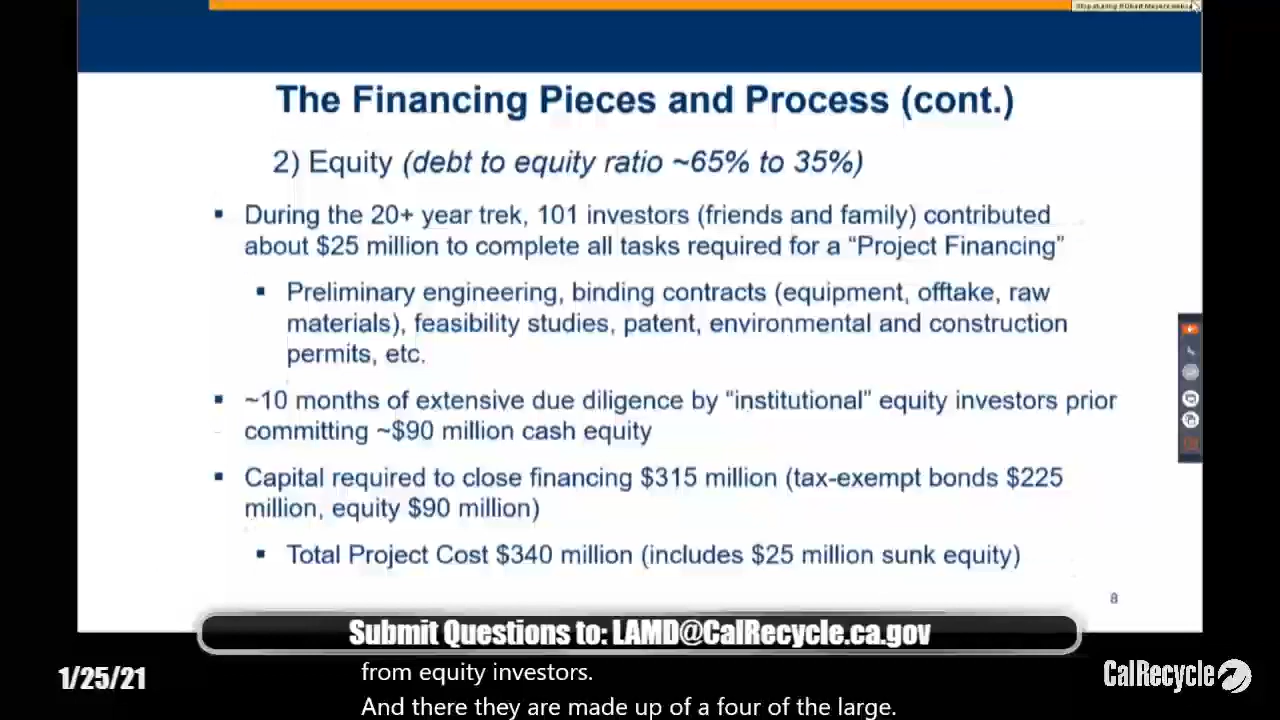 The Financing Pieces and Process (cont.)
2) Equity (debt to equity ratio ~65% to 35%)
▪ During the 20+ year trek, 101 investors (friends and family) contributed
about $25 million to complete all tasks required for a “Project Financing”
▪ Preliminary engineering, binding contracts (equipment, offtake, raw
materials), feasibility studies, patent, environmental and construction
permits, etc.
▪ ~10 months of extensive due diligence by “institutional” equity investors prior
committing ~$90 million cash equity
▪ Capital required to close financing $315 million (tax-exempt bonds $225
million, equity $90 million)
▪ Total Project Cost $340 million (includes $25 million sunk equity)
8
Submit Questions to: LAMD@CalRecycle.ca.gov
1/25/21
from equity investors.
And there they are made up of a four of the large.
CalRecycle